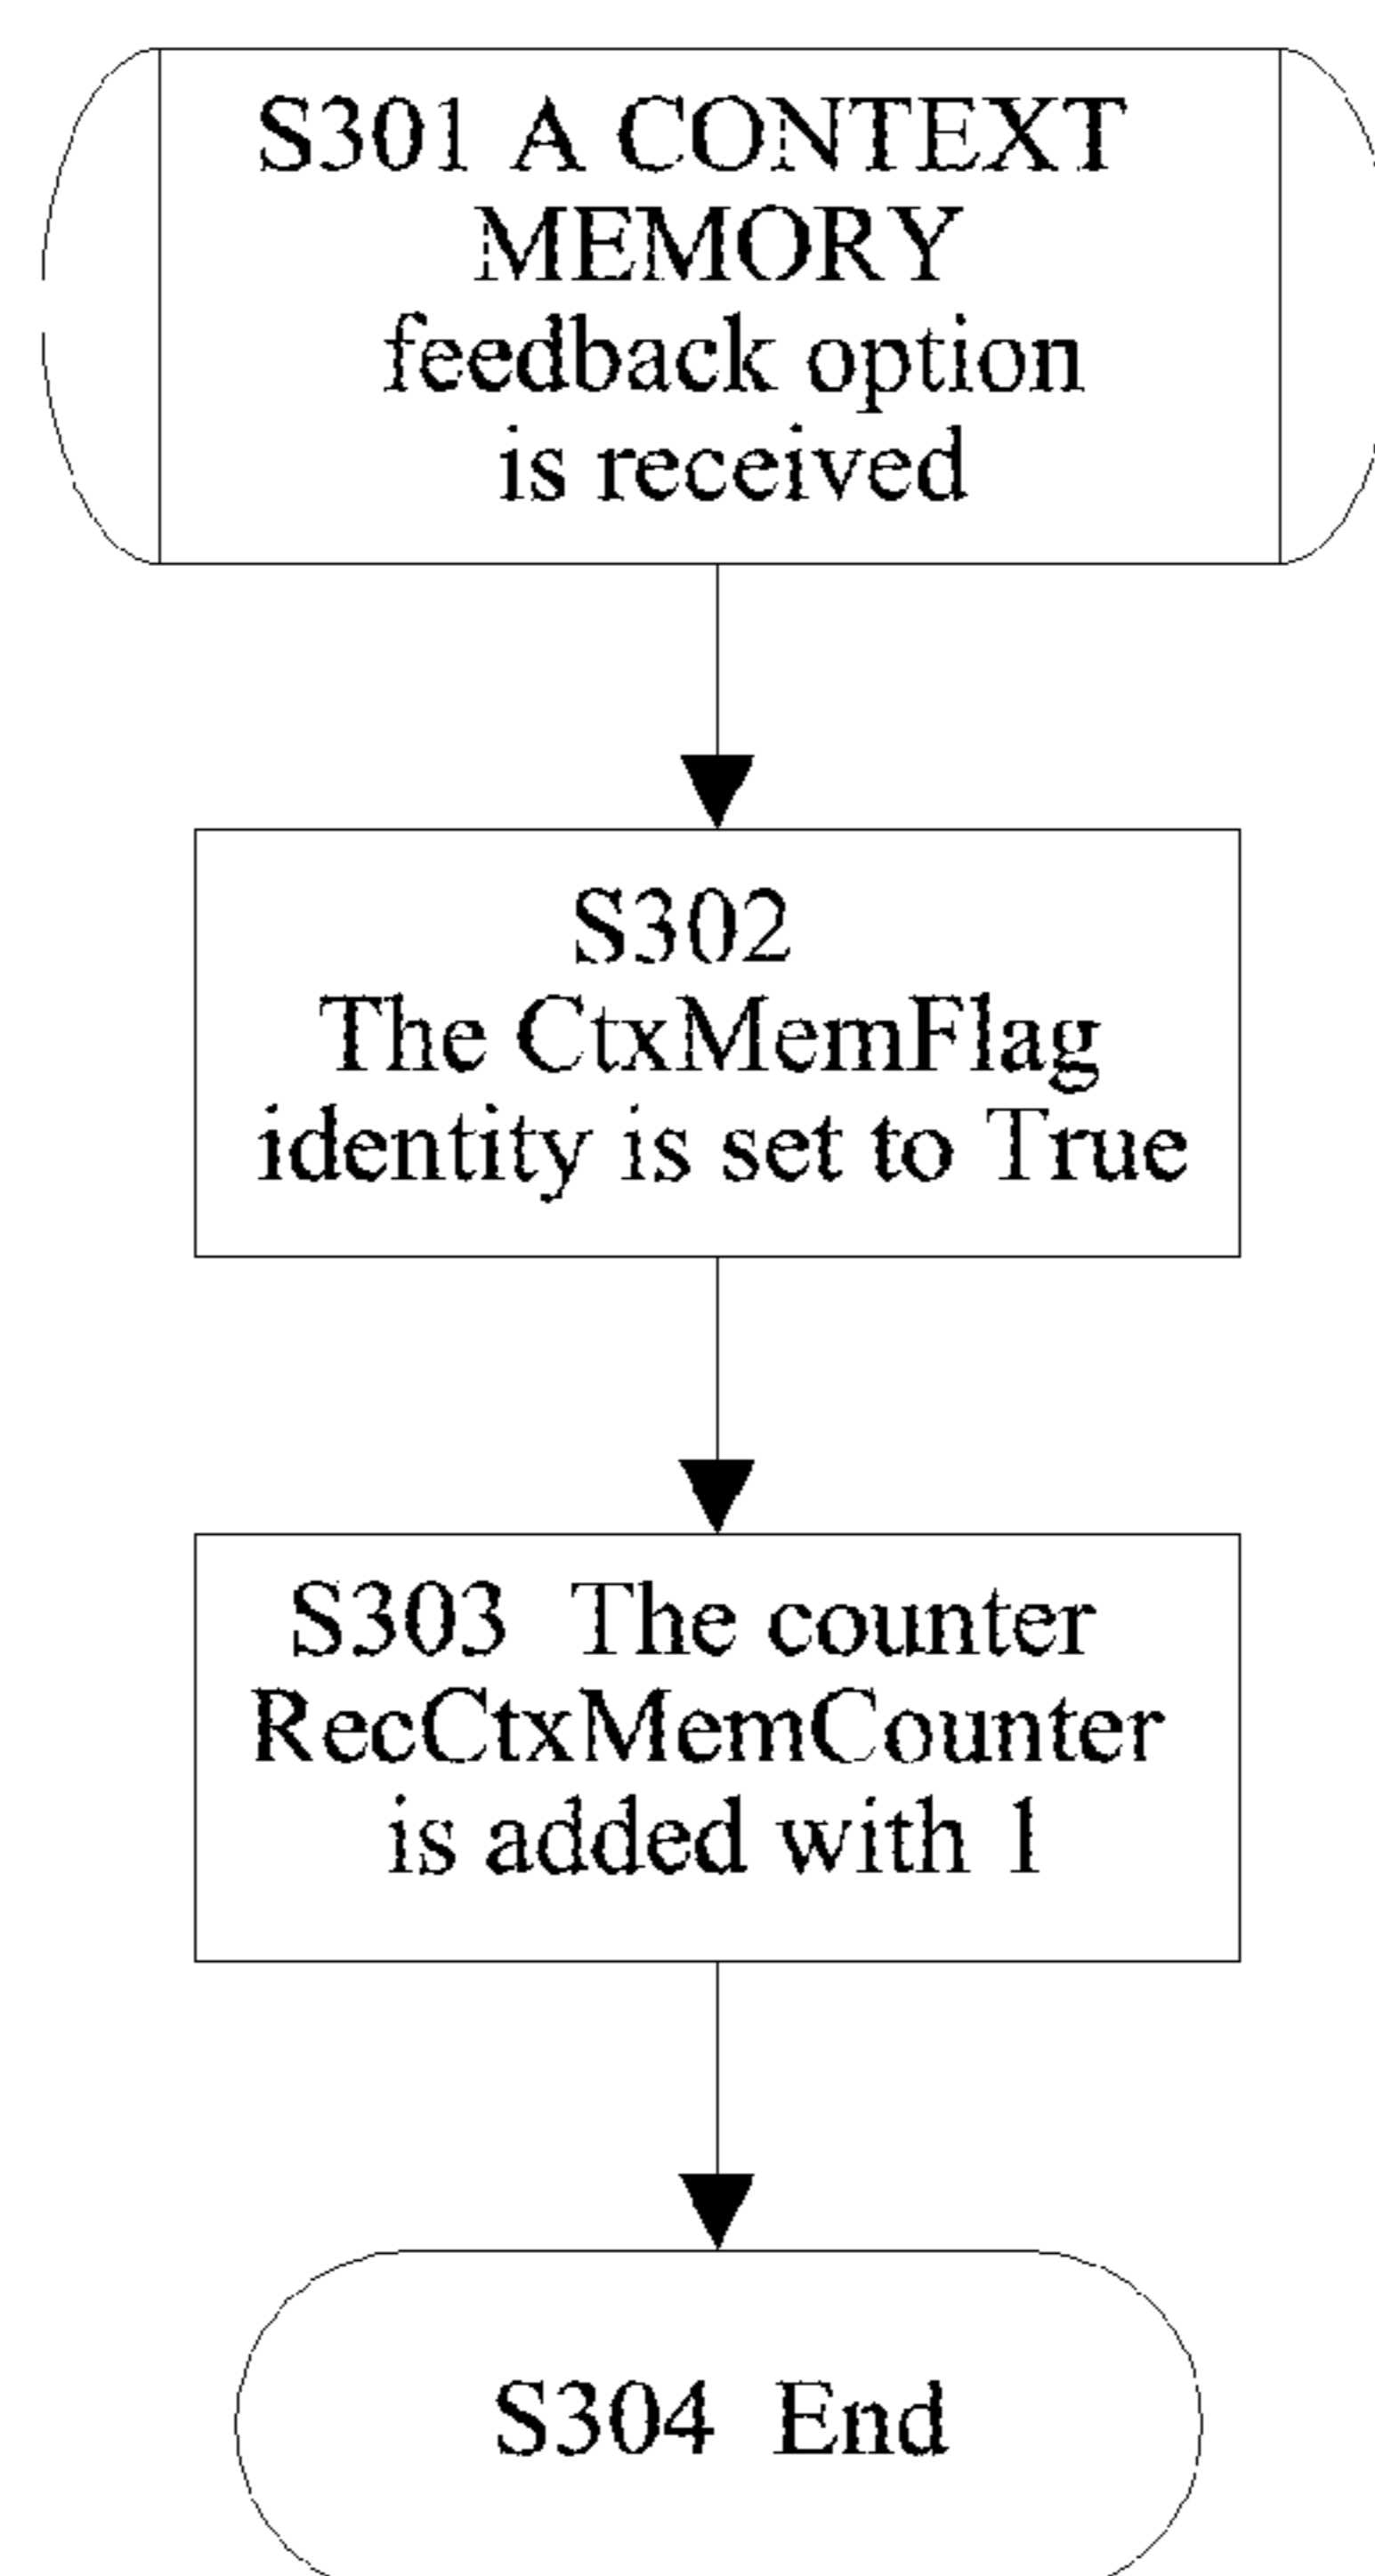 S301 A CONTEXT
MEMORY
feedback option
is received
S302
The CtxMemFlag
identity is set to True
S303 The counter
RecCtxMemCounter
is added with 1
S304 End